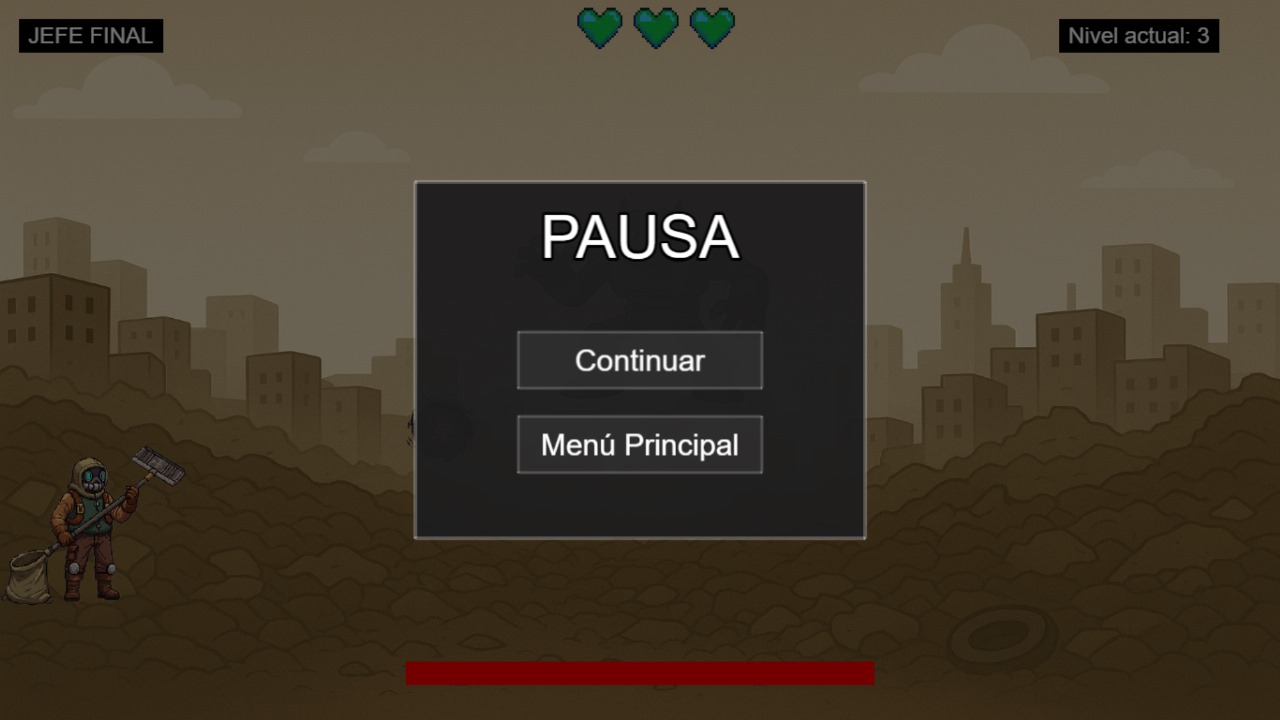 JEFE FINAL
Nivel actual: 3
PAUSA
Continuar
Menú Principal